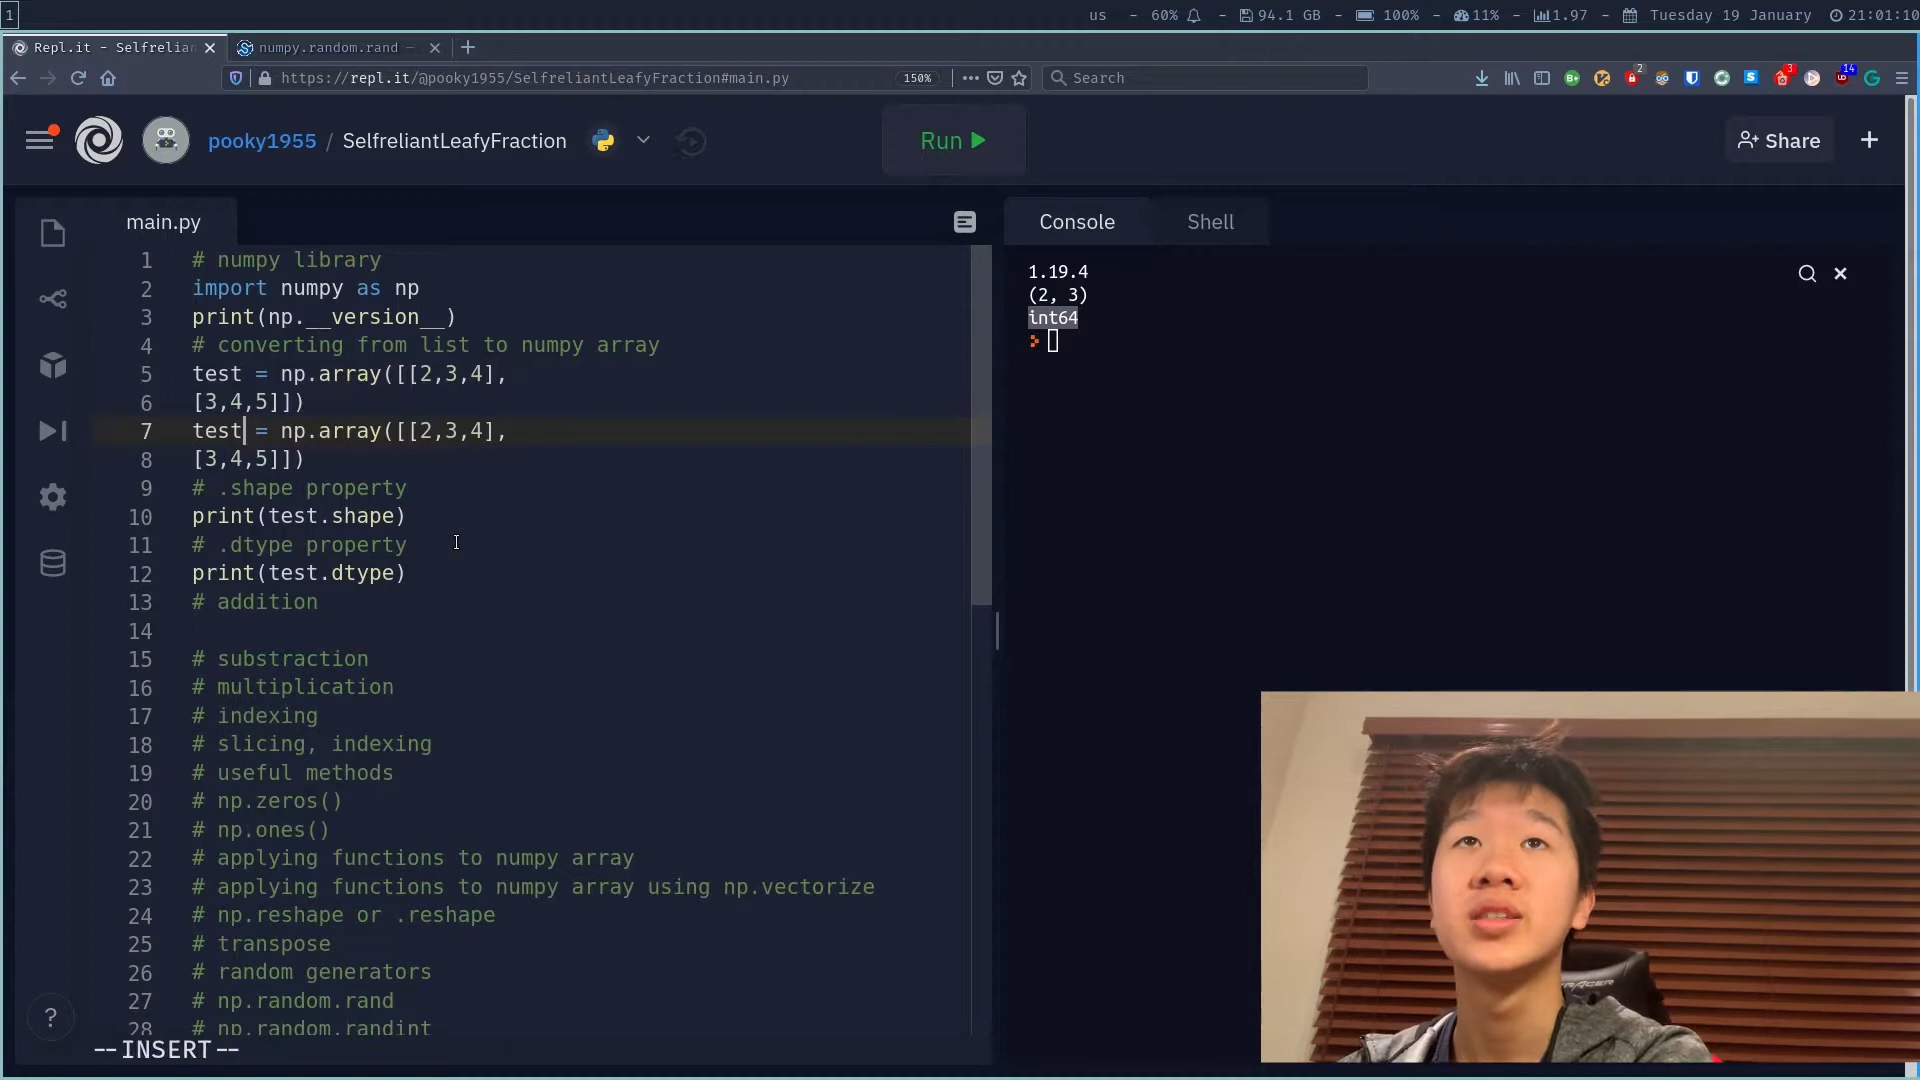 1
us - 60% - 94.1 GB - 100% - 11% - 1.97 - Tuesday 19 January 21:01:10
Repl.it - Selfrelian
numpy.random.rand —
https://repl.it/@pooky1955/SelfreliantLeafyFraction#main.py
150%
Search
2
3
14
pooky1955 / SelfreliantLeafyFraction
Run
Share
main.py
Console
Shell
1 # numpy library
2 import numpy as np
3 print(np.__version__)
4 # converting from list to numpy array
5 test = np.array([[2,3,4],
6 [3,4,5]])
7 test = np.array([[2,3,4],
8 [3,4,5]])
9 # .shape property
10 print(test.shape)
11 # .dtype property
12 print(test.dtype)
13 # addition
14
15 # substraction
16 # multiplication
17 # indexing
18 # slicing, indexing
19 # useful methods
20 # np.zeros()
21 # np.ones()
22 # applying functions to numpy array
23 # applying functions to numpy array using np.vectorize
24 # np.reshape or .reshape
25 # transpose
26 # random generators
27 # np.random.rand
28 # np.random.randint
--INSERT--
1.19.4
(2, 3)
int64